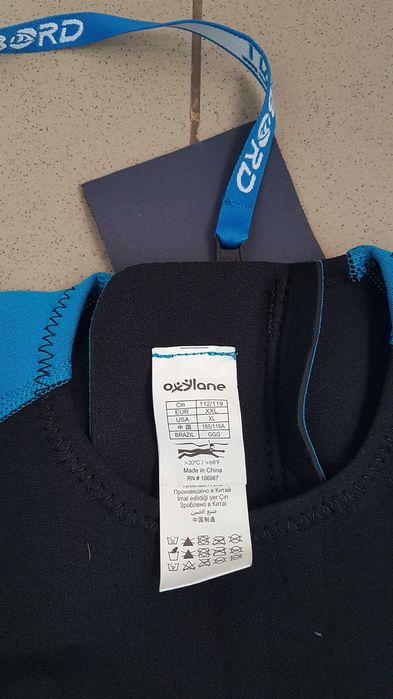 BORD
BORD
oxylane
Cm 112/119
EUR XXL
USA XL
中国 185/116A
BRAZIL GGG
>20°C / >68°F
Made in China
RN # 106987
Произведено в Китай
İmal edildiği yer Çin
Зроблено в Китаї
صنع الصين
中国制造